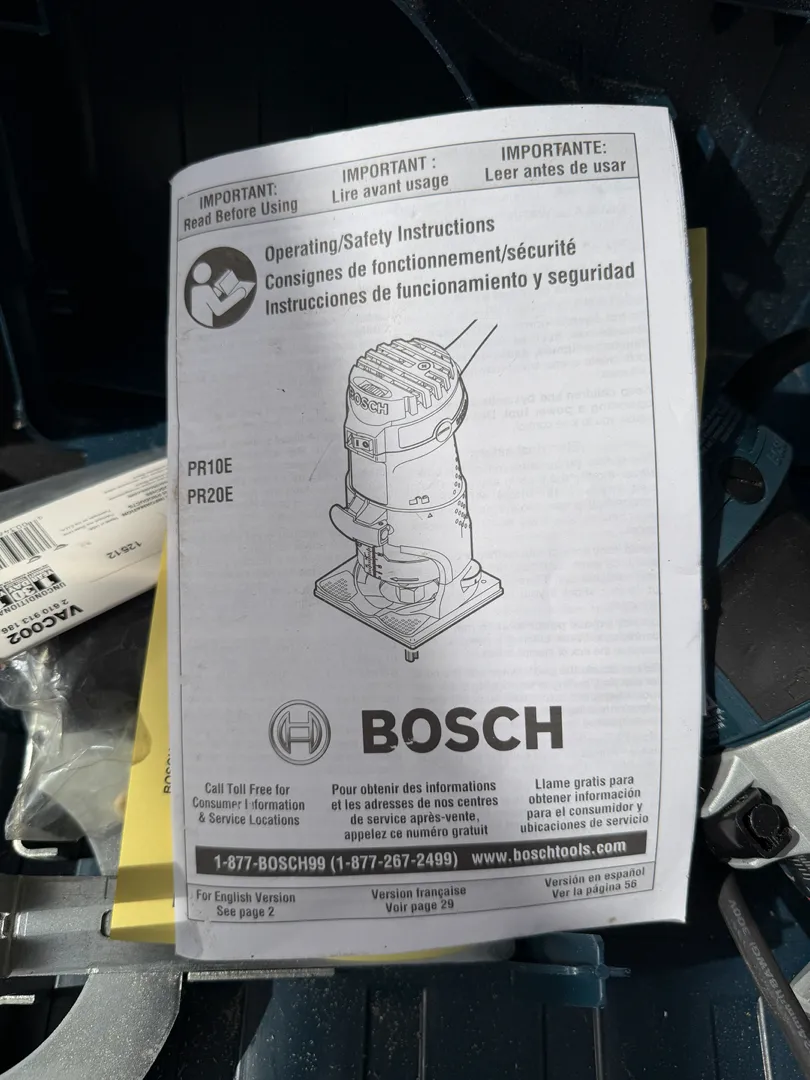 IMPORTANT:
Read Before Using
IMPORTANT :
Lire avant usage
IMPORTANTE:
Leer antes de usar
Operating/Safety Instructions
Consignes de fonctionnement/sécurité
Instrucciones de funcionamiento y seguridad
BOSCH
PR10E
PR20E
BOSCH
Call Toll Free for
Consumer Information
& Service Locations
Pour obtenir des informations
et les adresses de nos centres
de service après-vente,
appelez ce numéro gratuit
Llame gratis para
obtener información
para el consumidor y
ubicaciones de servicio
1-877-BOSCH99 (1-877-267-2499) www.boschtools.com
For English Version
See page 2
Version française
Voir page 29
Versión en español
Ver la página 56
12512
VAC002
2 610 913 186